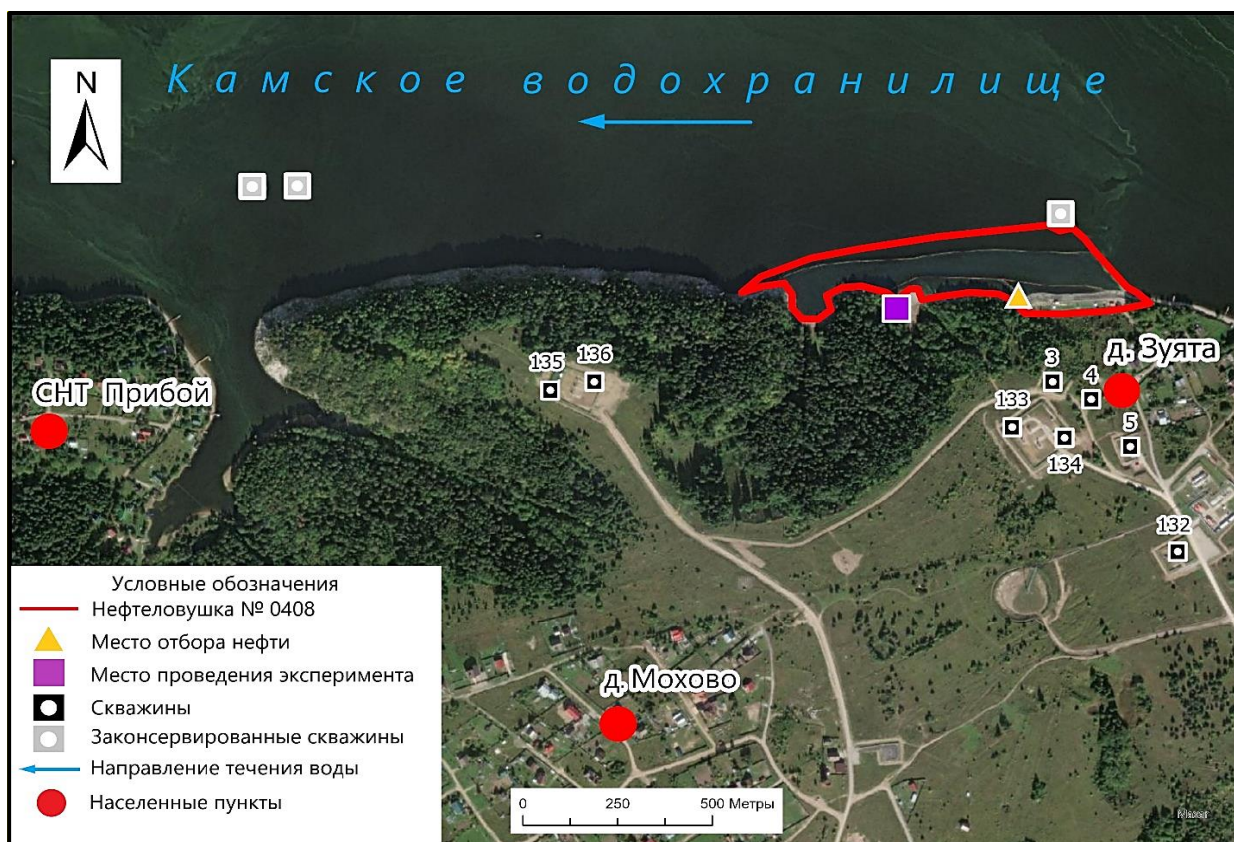 N
Камское водохранилище
135
136
3
4
д. Зуята
133
134
5
СНТ Прибой
132
д. Мохово
Условные обозначения
Нефтеловушка № 0408
Место отбора нефти
Место проведения эксперимента
Скважины
Законсервированные скважины
Направление течения воды
Населенные пункты
0 250 500 Метры